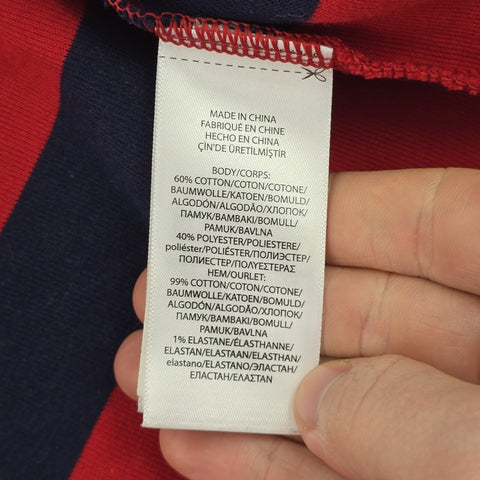 MADE IN CHINA
FABRIQUÉ EN CHINE
HECHO EN CHINA
ÇİN'DE ÜRETİLMİŞTİR
BODY/CORPS:
60% COTTON/COTON/COTONE/
BAUMWOLLE/KATOEN/BOMULD/
ALGODÓN/ALGODÃO/ХЛОПОК/
ПАМУК/BAMBAKI/BOMULL/
PAMUK/BAVLNA
40% POLYESTER/POLIESTERE/
poliéster/POLIÉSTER/ПОЛИЭСТЕР/
ПОЛИЕСТЕР/ΠΟΛΥΕΣΤΕΡΑΣ
HEM/OURLET:
99% COTTON/COTON/COTONE/
BAUMWOLLE/KATOEN/BOMULD/
ALGODÓN/ALGODÃO/ХЛОПОК/
ПАМУК/BAMBAKI/BOMULL/
PAMUK/BAVLNA
1% ELASTANE/ÉLASTHANNE/
ELASTAN/ELASTAAN/ELASTHAN/
elastano/ELASTANO/ЭЛАСТАН/
ЕЛАСТАН/ΕΛΑΣΤΑΝ